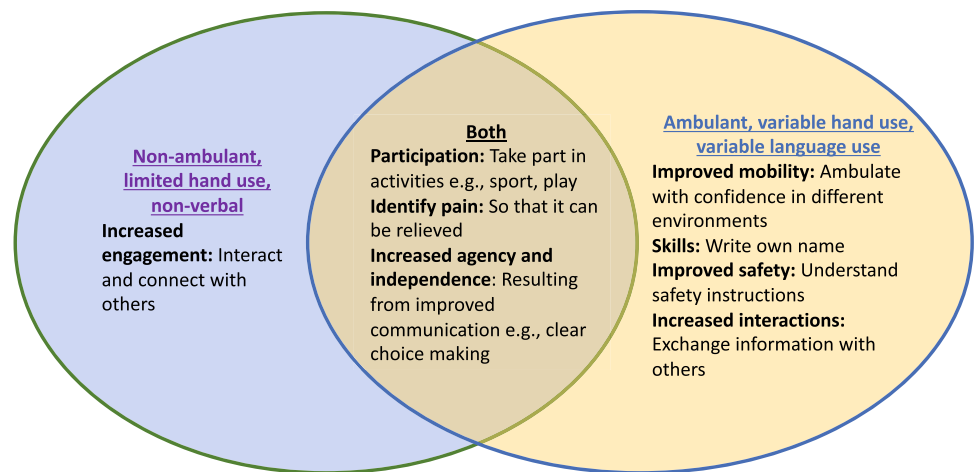 Non-ambulant,
limited hand use,
non-verbal
Increased
engagement: Interact
and connect with
others
Both
Participation: Take part in
activities e.g., sport, play
Identify pain: So that it can
be relieved
Increased agency and
independence: Resulting
from improved
communication e.g., clear
choice making
Ambulant, variable hand use,
variable language use
Improved mobility: Ambulate
with confidence in different
environments
Skills: Write own name
Improved safety: Understand
safety instructions
Increased interactions:
Exchange information with
others